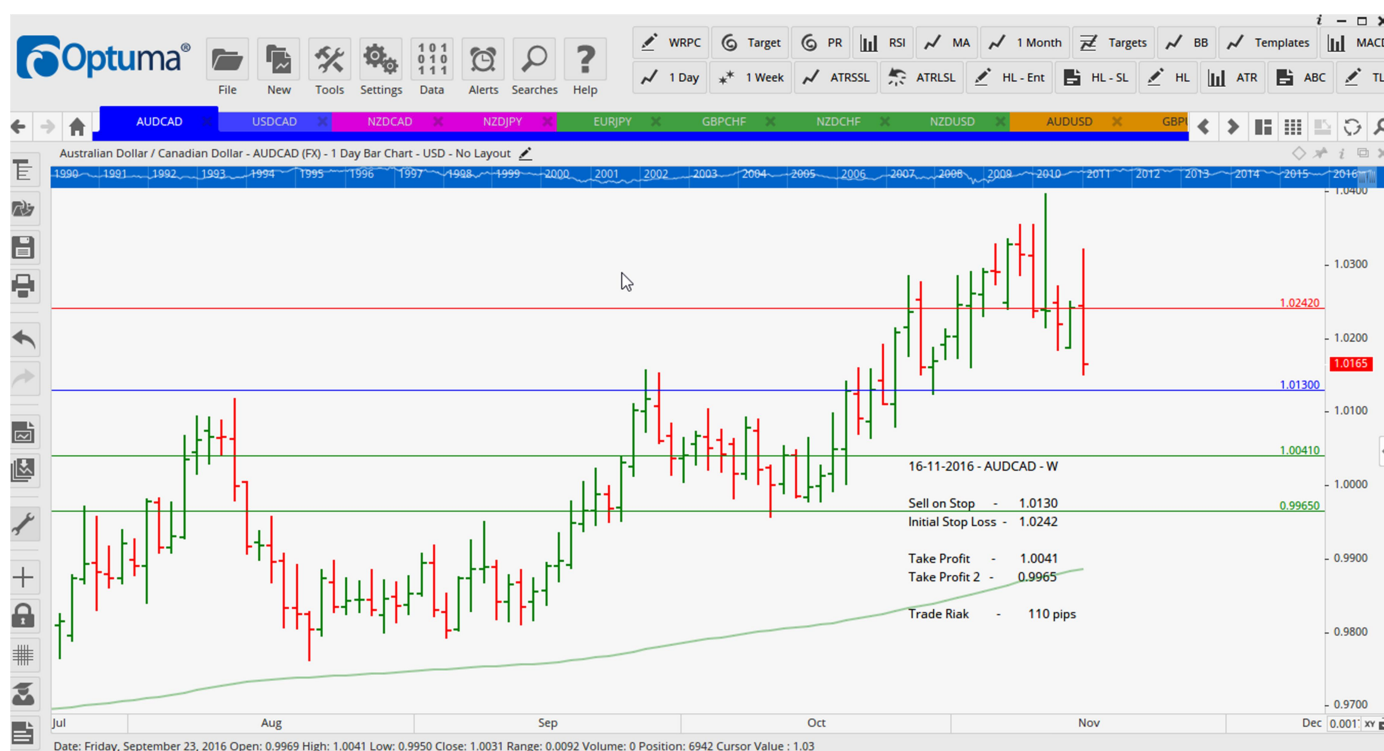 Optuma®
File
New
Tools
Settings
101
010
111
Data
Alerts
Searches
?
Help
WRPC
Target
PR
RSI
MA
1 Month
Targets
BB
Templates
MACD
1 Day
1 Week
ATRSSL
ATRLSL
HL - Ent
HL - SL
HL
ATR
ABC
TL
AUDCAD
USDCAD
NZDCAD
NZDJPY
EURJPY
GBPCHF
NZDCHF
NZDUSD
AUDUSD
Australian Dollar / Canadian Dollar - AUDCAD (FX) - 1 Day Bar Chart - USD - No Layout
1990 1991 1992 1993 1994 1995 1996 1997 1998 1999 2000 2001 2002 2003 2004 2005 2006 2007 2008 2009 2010 2011 2012 2013 2014 2015 2016
1.0400
1.0300
1.02420
1.0200
1.0165
1.01300
1.0100
1.00410
1.0000
0.99650
0.9900
0.9800
0.9700
16-11-2016 - AUDCAD - W
Sell on Stop - 1.0130
Initial Stop Loss - 1.0242
Take Profit - 1.0041
Take Profit 2 - 0.9965
Trade Riak - 110 pips
Jul Aug Sep Oct Nov Dec XY
Date: Friday, September 23, 2016 Open: 0.9969 High: 1.0041 Low: 0.9950 Close: 1.0031 Range: 0.0092 Volume: 0 Position: 6942 Cursor Value : 1.03